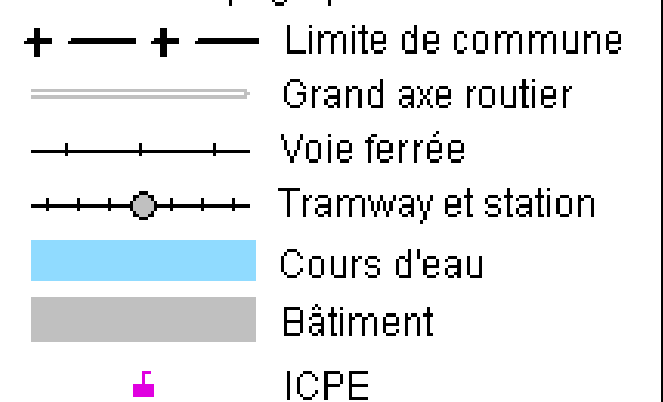 Limite de commune
Grand axe routier
Voie ferrée
Tramway et station
Cours d'eau
Bâtiment
ICPE